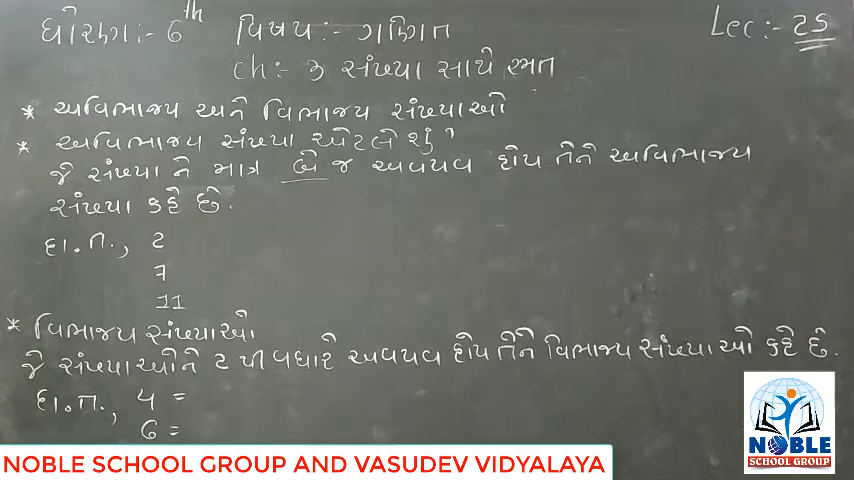 ધોરણ:- 6th વિષય:- ગણિત Lec:- 25
ch:- 3 સંખ્યા સાથે રમત
* અવિભાજ્ય અને વિભાજ્ય સંખ્યાઓ
* અવિભાજ્ય સંખ્યા એટલે શું?
જે સંખ્યા ને માત્ર બે જ અવયવ હોય તેને અવિભાજ્ય
સંખ્યા કહે છે.
દા.ત., 2
7
11
* વિભાજ્ય સંખ્યાઓ
જે સંખ્યાઓને 2 થી વધારે અવયવ હોય તેને વિભાજ્ય સંખ્યાઓ કહે છે.
દા.ત., 4 =
6 =
NOBLE SCHOOL GROUP AND VASUDEV VIDYALAYA
NOBLE
SCHOOL GROUP